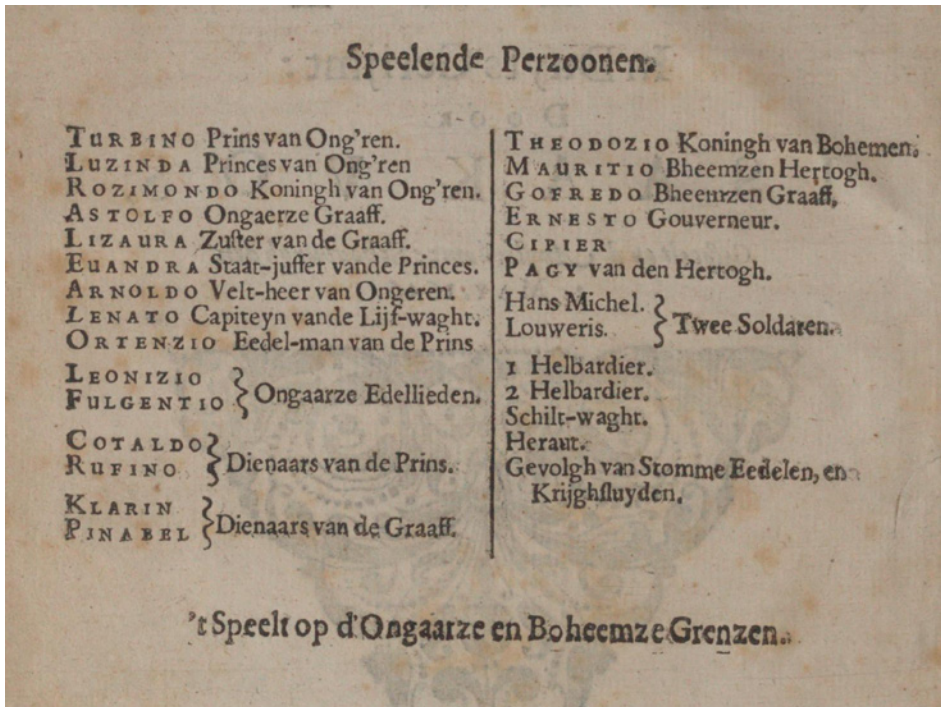 Speelende Perzoonen.
TURBINO Prins van Ong'ren.
LUZINDA Princes van Ong'ren
ROZIMONDO Koningh van Ong'ren.
ASTOLFO Ongaerze Graaff.
LIZAURA Zuster van de Graaff.
EUANDRA Staat-juffer vande Princes.
ARNOLDO Velt-heer van Ongeren.
LENATO Capiteyn vande Lijf-waght.
ORTENZIO Eedel-man van de Prins
LEONIZIO
FULGENTIO } Ongaarze Edellieden.
COTALDO
RUFINO } Dienaars van de Prins.
KLARIN
PINABEL } Dienaars van de Graaff.
THEODOZIO Koningh van Bohemen.
MAURITIO Bheemzen Hertogh.
GOFREDO Bheemzen Graaff,
ERNESTO Gouverneur.
CIPIER
PAGY van den Hertogh.
Hans Michel.
Louweris. } Twee Soldaten.
1 Helbardier.
2 Helbardier.
Schilt-waght.
Heraut.
Gevolgh van Stomme Eedelen, en
Krijghsluyden.
't Speelt op d'Ongaarze en Boheemze Grenzen.